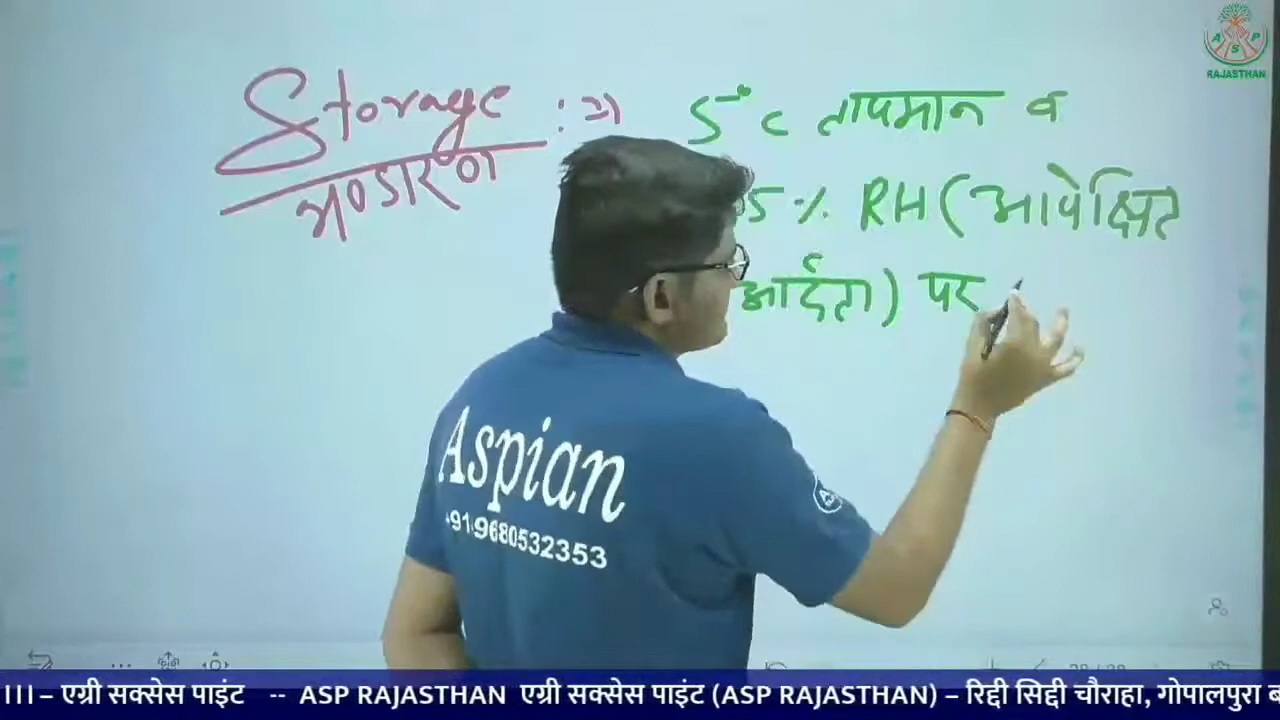 Storage :⇒
भण्डारण
5°C तापमान व
5% RH (आपेक्षित
आर्द्रता) पर
A S P
RAJASTHAN
Aspian
+91-9680532353
III – एग्री सक्सेस पाइंट -- ASP RAJASTHAN एग्री सक्सेस पाइंट (ASP RAJASTHAN) – रिद्दी सिद्दी चौराहा, गोपालपुरा ब